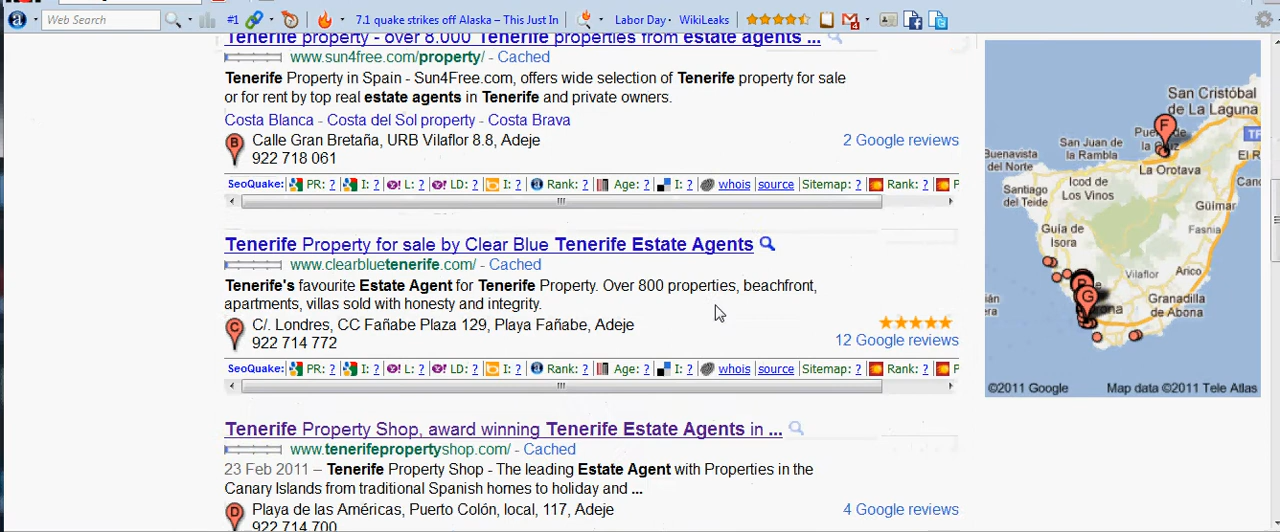 Web Search #1 7.1 quake strikes off Alaska – This Just In Labor Day WikiLeaks
Tenerife property - over 8.000 Tenerife properties from estate agents ...
www.sun4free.com/property/ - Cached
Tenerife Property in Spain - Sun4Free.com, offers wide selection of Tenerife property for sale
or for rent by top real estate agents in Tenerife and private owners.
Costa Blanca - Costa del Sol property - Costa Brava
B Calle Gran Bretaña, URB Vilaflor 8.8, Adeje 2 Google reviews
922 718 061
SeoQuake: PR: ? I: ? L: ? LD: ? I: ? Rank: ? Age: ? I: ? whois source Sitemap: ? Rank: ? P
Tenerife Property for sale by Clear Blue Tenerife Estate Agents
www.clearbluetenerife.com/ - Cached
Tenerife's favourite Estate Agent for Tenerife Property. Over 800 properties, beachfront,
apartments, villas sold with honesty and integrity.
C C/. Londres, CC Fañabe Plaza 129, Playa Fañabe, Adeje
922 714 772 12 Google reviews
SeoQuake: PR: ? I: ? L: ? LD: ? I: ? Rank: ? Age: ? I: ? whois source Sitemap: ? Rank: ? P
Tenerife Property Shop, award winning Tenerife Estate Agents in ...
www.tenerifepropertyshop.com/ - Cached
23 Feb 2011 – Tenerife Property Shop - The leading Estate Agent with Properties in the
Canary Islands from traditional Spanish homes to holiday and ...
D Playa de las Américas, Puerto Colón, local, 117, Adeje 4 Google reviews
922 714 700
San Cristóbal
de La Laguna
F
TF
San Juan
de la Rambla
Buenavista
del Norte
La Orotava
El R
Icod de
Los Vinos
Santiago
del Teide
Güímar
Guía de
Isora
Fasnia
Vilaflor
Arico
G
Granadilla
de Abona
©2011 Google Map data ©2011 Tele Atlas